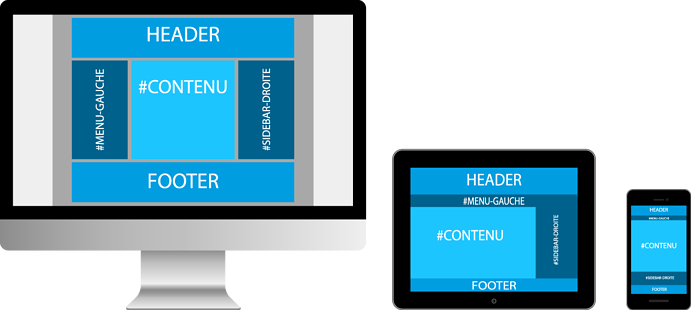 HEADER
#MENU-GAUCHE
#CONTENU
#SIDEBAR-DROITE
FOOTER
HEADER
#MENU-GAUCHE
#CONTENU
#SIDEBAR-DROITE
FOOTER
HEADER
#MENU-GAUCHE
#CONTENU
#SIDEBAR-DROITE
FOOTER